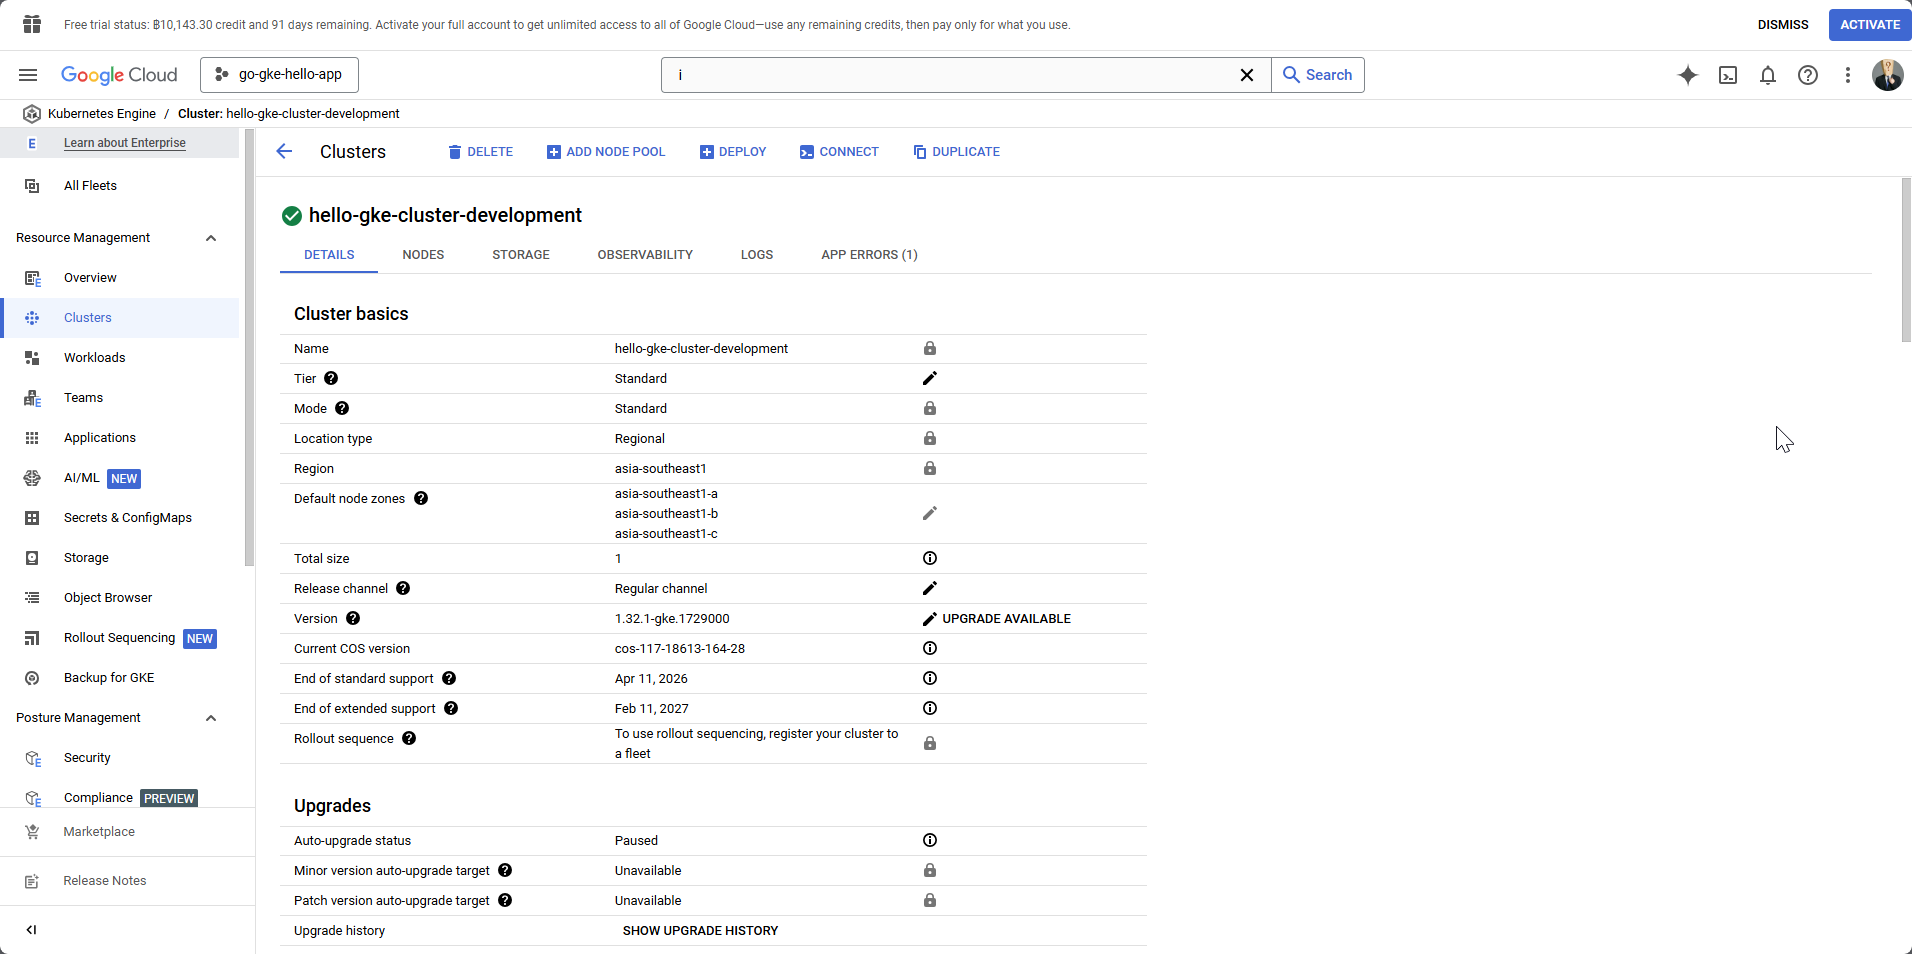 Free trial status: ฿10,143.30 credit and 91 days remaining. Activate your full account to get unlimited access to all of Google Cloud—use any remaining credits, then pay only for what you use.
DISMISS
ACTIVATE
Google Cloud
go-gke-hello-app
i
Search
Kubernetes Engine / Cluster: hello-gke-cluster-development
E Learn about Enterprise
All Fleets
Resource Management
Overview
Clusters
Workloads
Teams
Applications
AI/ML NEW
Secrets & ConfigMaps
Storage
Object Browser
Rollout Sequencing NEW
Backup for GKE
Posture Management
Security
Compliance PREVIEW
Marketplace
Release Notes
Clusters
DELETE
ADD NODE POOL
DEPLOY
CONNECT
DUPLICATE
hello-gke-cluster-development
DETAILS
NODES
STORAGE
OBSERVABILITY
LOGS
APP ERRORS (1)
Cluster basics
Name hello-gke-cluster-development
Tier Standard
Mode Standard
Location type Regional
Region asia-southeast1
Default node zones asia-southeast1-a
asia-southeast1-b
asia-southeast1-c
Total size 1
Release channel Regular channel
Version 1.32.1-gke.1729000 UPGRADE AVAILABLE
Current COS version cos-117-18613-164-28
End of standard support Apr 11, 2026
End of extended support Feb 11, 2027
Rollout sequence To use rollout sequencing, register your cluster to
a fleet
Upgrades
Auto-upgrade status Paused
Minor version auto-upgrade target Unavailable
Patch version auto-upgrade target Unavailable
Upgrade history SHOW UPGRADE HISTORY